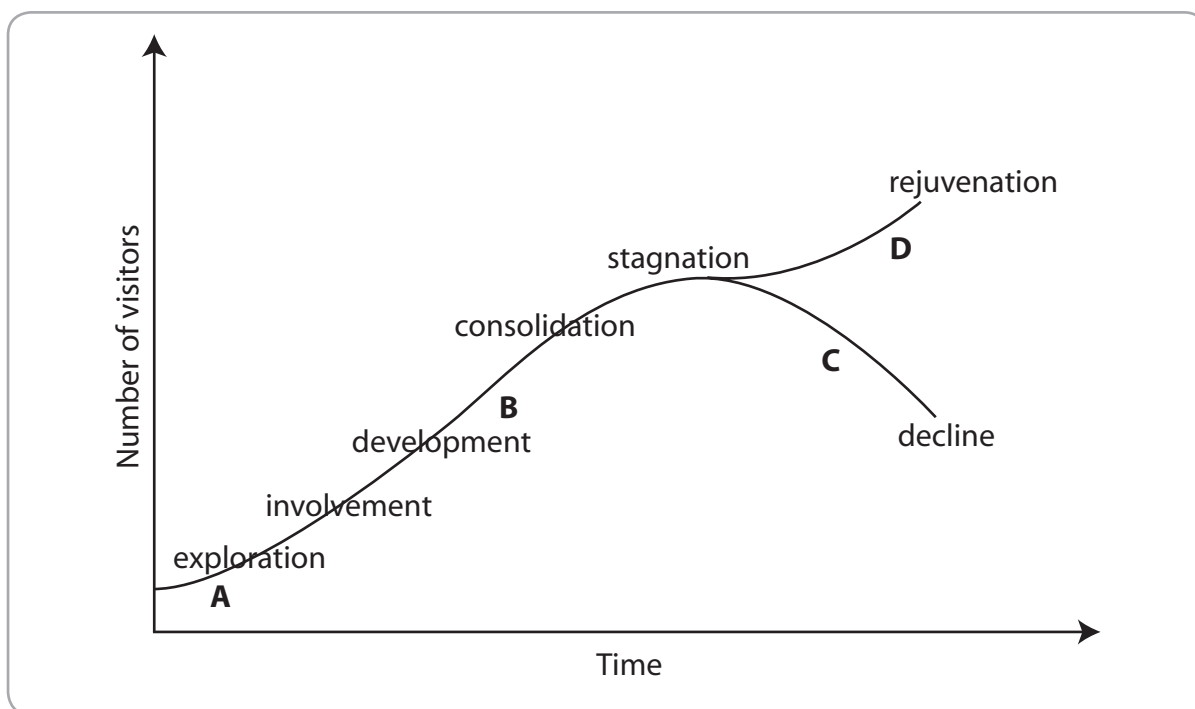 rejuvenation
D
stagnation
consolidation
C
B
development
decline
involvement
exploration
A
Number of visitors
Time